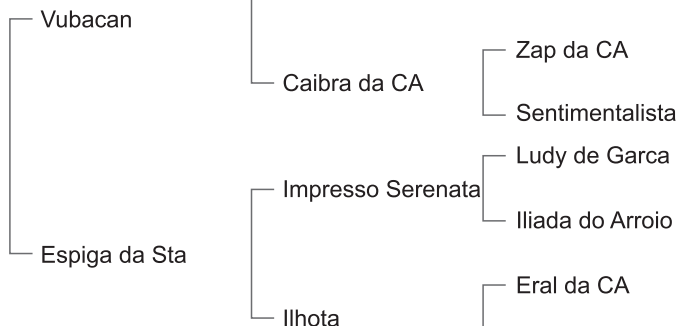 Vubacan
Zap da CA
Caibra da CA
Sentimentalista
Ludy de Garca
Impresso Serenata
Iliada do Arroio
Espiga da Sta
Eral da CA
Ilhota